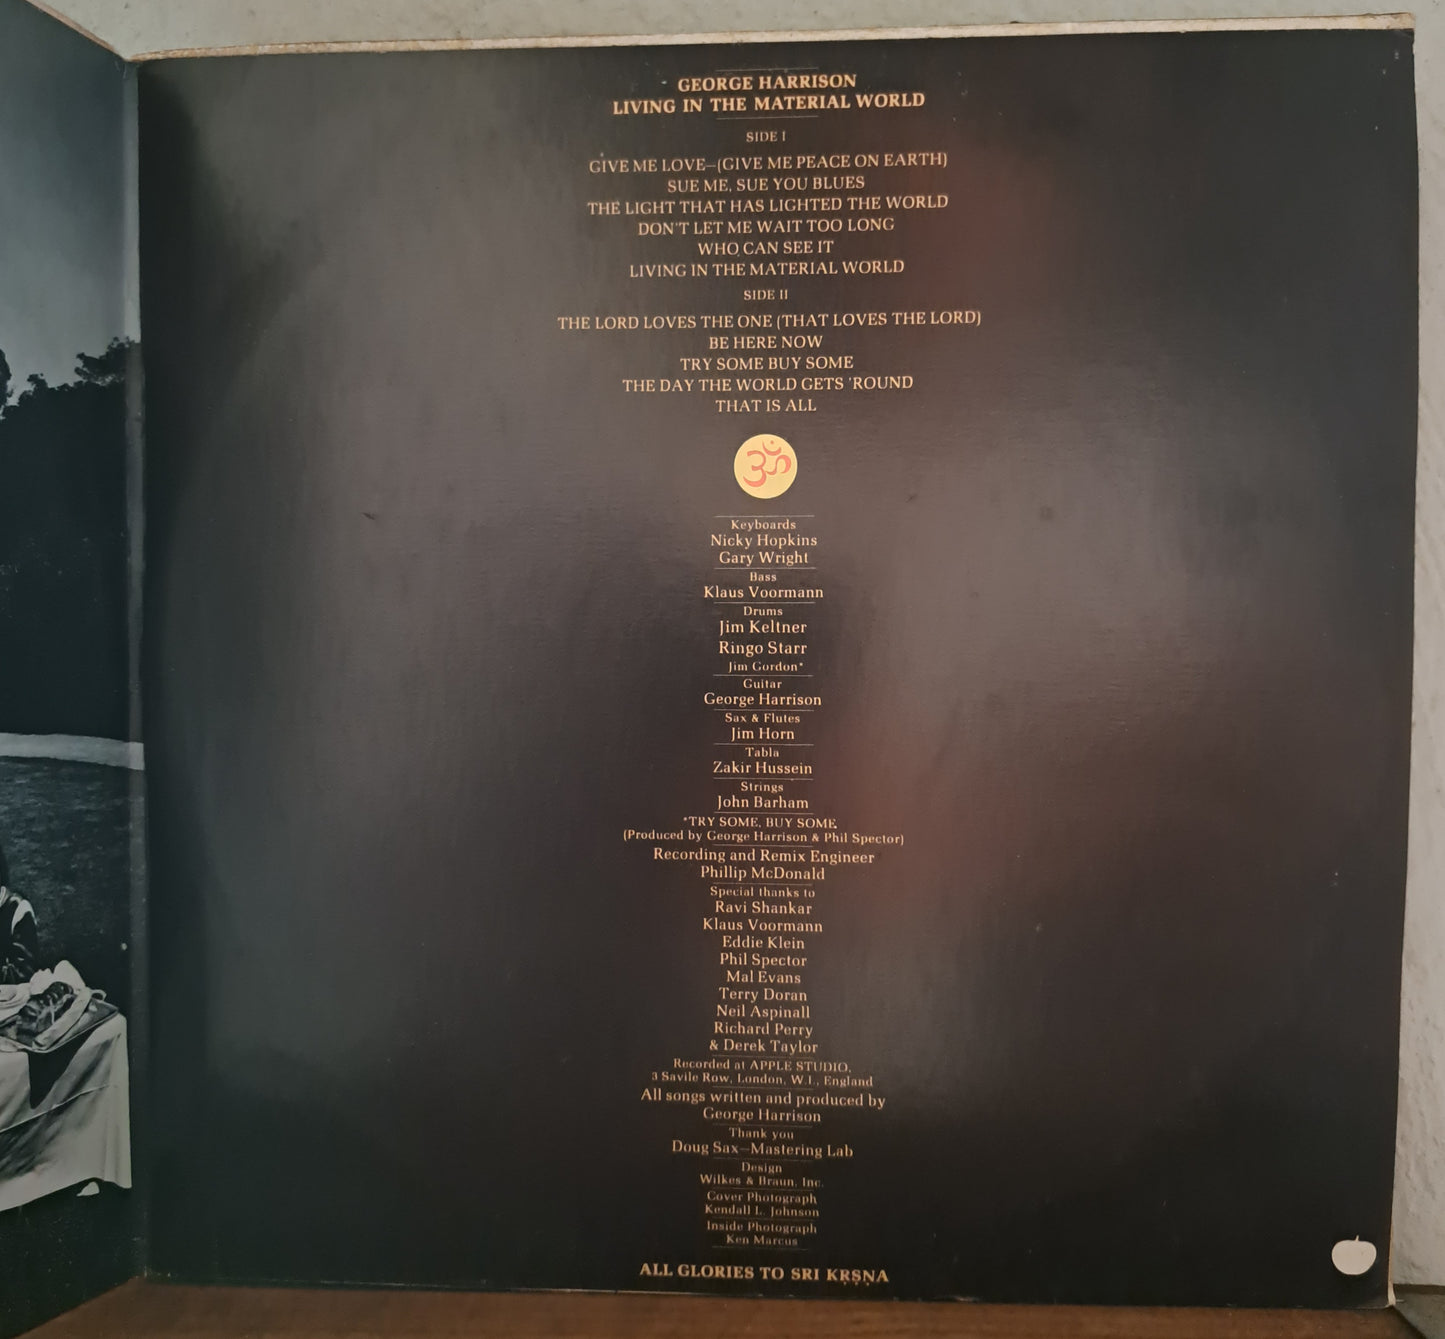 GEORGE HARRISON
LIVING IN THE MATERIAL WORLD
SIDE I
GIVE ME LOVE—(GIVE ME PEACE ON EARTH)
SUE ME, SUE YOU BLUES
THE LIGHT THAT HAS LIGHTED THE WORLD
DON'T LET ME WAIT TOO LONG
WHO CAN SEE IT
LIVING IN THE MATERIAL WORLD
SIDE II
THE LORD LOVES THE ONE (THAT LOVES THE LORD)
BE HERE NOW
TRY SOME BUY SOME
THE DAY THE WORLD GETS 'ROUND
THAT IS ALL
ॐ
Keyboards
Nicky Hopkins
Gary Wright
Bass
Klaus Voormann
Drums
Jim Keltner
Ringo Starr
Jim Gordon*
Guitar
George Harrison
Sax & Flutes
Jim Horn
Tabla
Zakir Hussein
Strings
John Barham
*TRY SOME, BUY SOME
(Produced by George Harrison & Phil Spector)
Recording and Remix Engineer
Phillip McDonald
Special thanks to
Ravi Shankar
Klaus Voormann
Eddie Klein
Phil Spector
Mal Evans
Terry Doran
Neil Aspinall
Richard Perry
& Derek Taylor
Recorded at APPLE STUDIO,
3 Savile Row, London, W.I., England
All songs written and produced by
George Harrison
Thank you
Doug Sax—Mastering Lab
Design
Wilkes & Braun, Inc.
Cover Photograph
Kendall L. Johnson
Inside Photograph
Ken Marcus
ALL GLORIES TO SRI KṚṢṆA